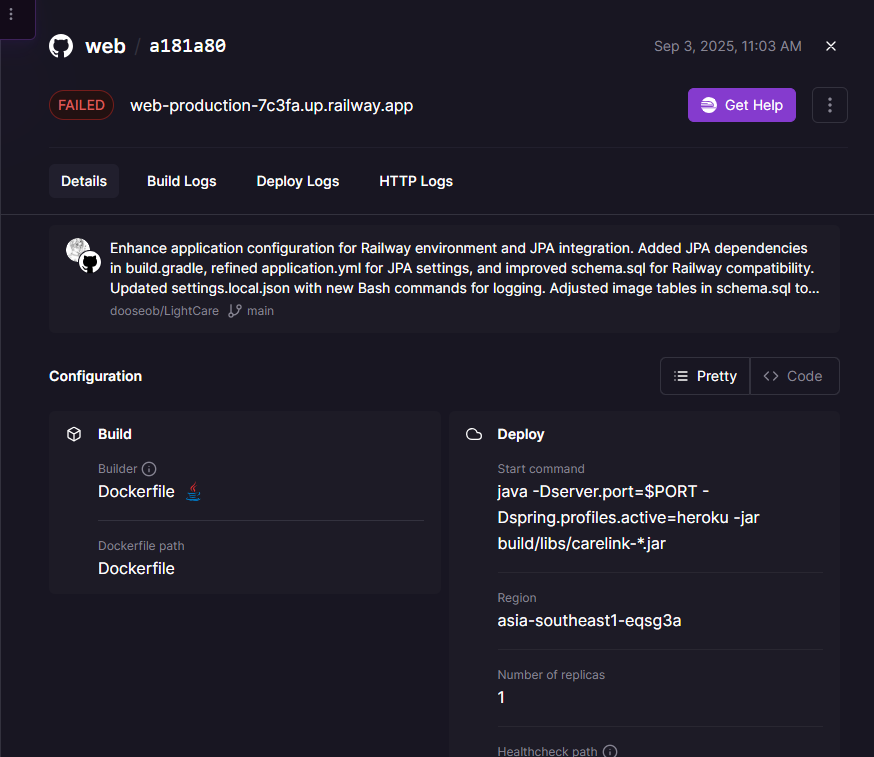 web / a181a80
Sep 3, 2025, 11:03 AM
FAILED
web-production-7c3fa.up.railway.app
Get Help
Details
Build Logs
Deploy Logs
HTTP Logs
Enhance application configuration for Railway environment and JPA integration. Added JPA dependencies
in build.gradle, refined application.yml for JPA settings, and improved schema.sql for Railway compatibility.
Updated settings.local.json with new Bash commands for logging. Adjusted image tables in schema.sql to...
dooseob/LightCare main
Configuration
Pretty
<> Code
Build
Builder
Dockerfile
Dockerfile path
Dockerfile
Deploy
Start command
java -Dserver.port=$PORT -
Dspring.profiles.active=heroku -jar
build/libs/carelink-*.jar
Region
asia-southeast1-eqsg3a
Number of replicas
1
Healthcheck path